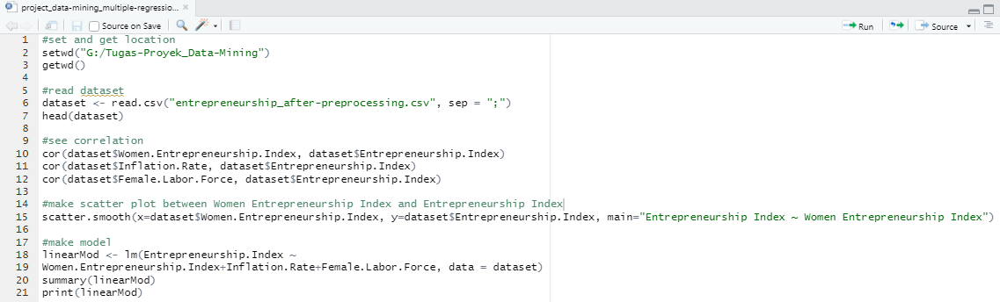 project_data-mining_multiple-regressio...
Source on Save
Run
Source
1 #set and get location
2 setwd("G:/Tugas-Proyek_Data-Mining")
3 getwd()
4
5 #read dataset
6 dataset <- read.csv("entrepreneurship_after-preprocessing.csv", sep = ";")
7 head(dataset)
8
9 #see correlation
10 cor(dataset$Women.Entrepreneurship.Index, dataset$Entrepreneurship.Index)
11 cor(dataset$Inflation.Rate, dataset$Entrepreneurship.Index)
12 cor(dataset$Female.Labor.Force, dataset$Entrepreneurship.Index)
13
14 #make scatter plot between Women Entrepreneurship Index and Entrepreneurship Index
15 scatter.smooth(x=dataset$Women.Entrepreneurship.Index, y=dataset$Entrepreneurship.Index, main="Entrepreneurship Index ~ Women Entrepreneurship Index")
16
17 #make model
18 linearMod <- lm(Entrepreneurship.Index ~
19 Women.Entrepreneurship.Index+Inflation.Rate+Female.Labor.Force, data = dataset)
20 summary(linearMod)
21 print(linearMod)